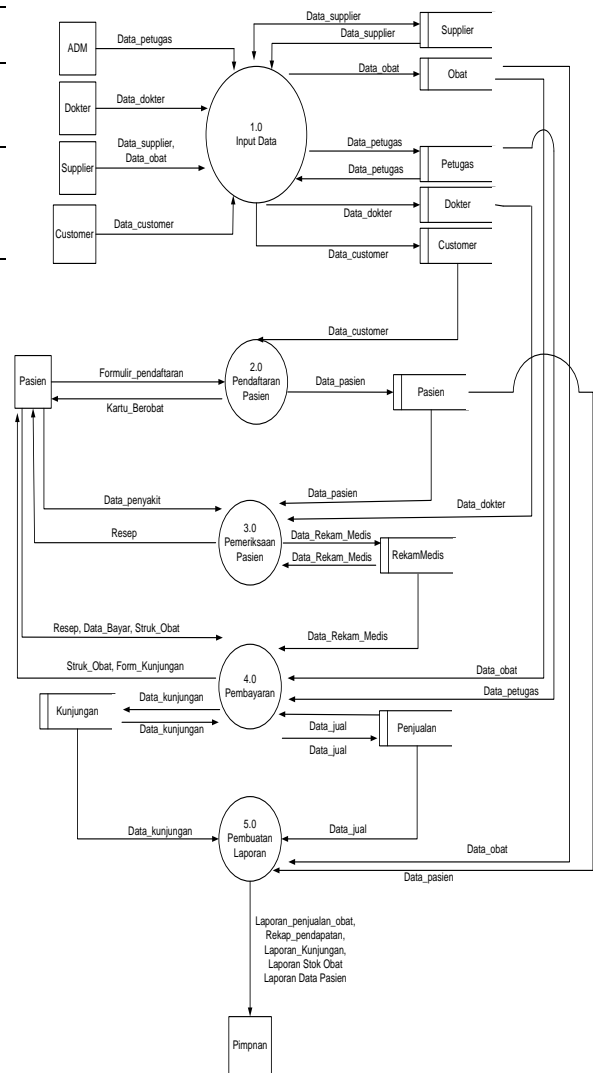 Data_supplier
Supplier
Data_supplier
ADM
Data_petugas
Data_obat
Obat
Dokter
Data_dokter
1.0
Input Data
Data_supplier,
Data_obat
Supplier
Data_petugas
Petugas
Data_petugas
Dokter
Data_dokter
Customer
Data_customer
Customer
Data_customer
Data_customer
2.0
Pendaftaran
Pasien
Pasien
Formulir_pendaftaran
Data_pasien
Pasien
Kartu_Berobat
Data_penyakit
Data_pasien
Data_dokter
3.0
Pemeriksaan
Pasien
Resep
Data_Rekam_Medis
Data_Rekam_Medis
RekamMedis
Resep, Data_Bayar, Struk_Obat
Data_Rekam_Medis
Struk_Obat, Form_Kunjungan
4.0
Pembayaran
Data_obat
Data_petugas
Kunjungan
Data_kunjungan
Data_kunjungan
Data_jual
Data_jual
Penjualan
5.0
Pembuatan
Laporan
Data_kunjungan
Data_jual
Data_obat
Data_pasien
Laporan_penjualan_obat,
Rekap_pendapatan,
Laporan_Kunjungan,
Laporan Stok Obat
Laporan Data Pasien
Pimpnan